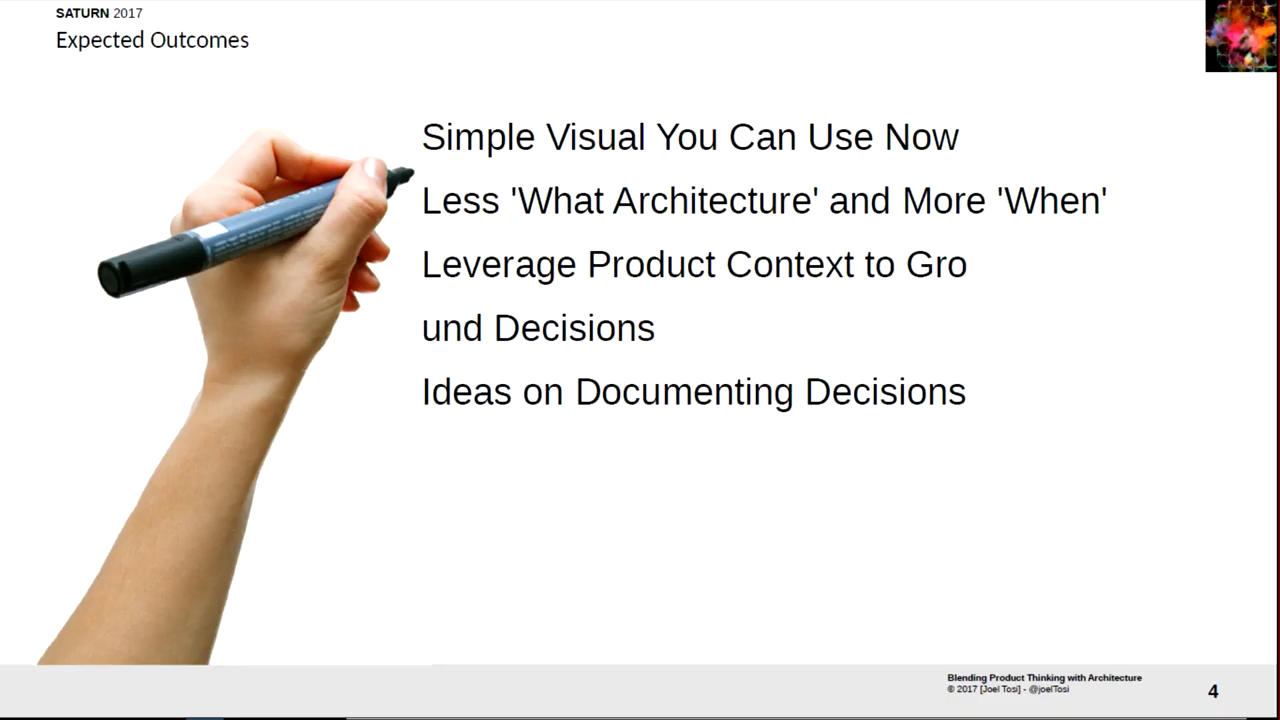 SATURN 2017
Expected Outcomes
Simple Visual You Can Use Now
Less 'What Architecture' and More 'When'
Leverage Product Context to Gro
und Decisions
Ideas on Documenting Decisions
Blending Product Thinking with Architecture
© 2017 [Joel Tosi] - @joelTosi
4